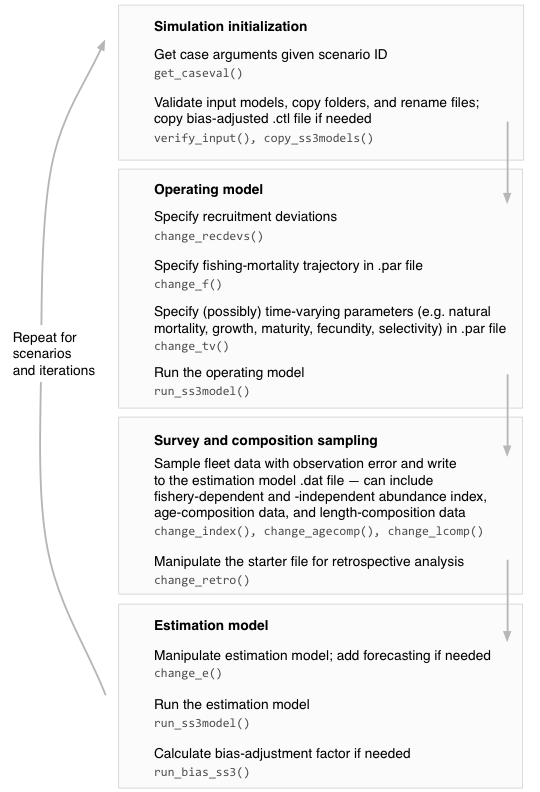 Simulation initialization
Get case arguments given scenario ID
get_caseval()
Validate input models, copy folders, and rename files;
copy bias-adjusted .ctl file if needed
verify_input(), copy_ss3models()
Operating model
Specify recruitment deviations
change_recdevs()
Specify fishing-mortality trajectory in .par file
change_f()
Specify (possibly) time-varying parameters (e.g. natural
mortality, growth, maturity, fecundity, selectivity) in .par file
change_tv()
Run the operating model
run_ss3model()
Repeat for
scenarios
and iterations
Survey and composition sampling
Sample fleet data with observation error and write
to the estimation model .dat file — can include
fishery-dependent and -independent abundance index,
age-composition data, and length-composition data
change_index(), change_agecomp(), change_lcomp()
Manipulate the starter file for retrospective analysis
change_retro()
Estimation model
Manipulate estimation model; add forecasting if needed
change_e()
Run the estimation model
run_ss3model()
Calculate bias-adjustment factor if needed
run_bias_ss3()